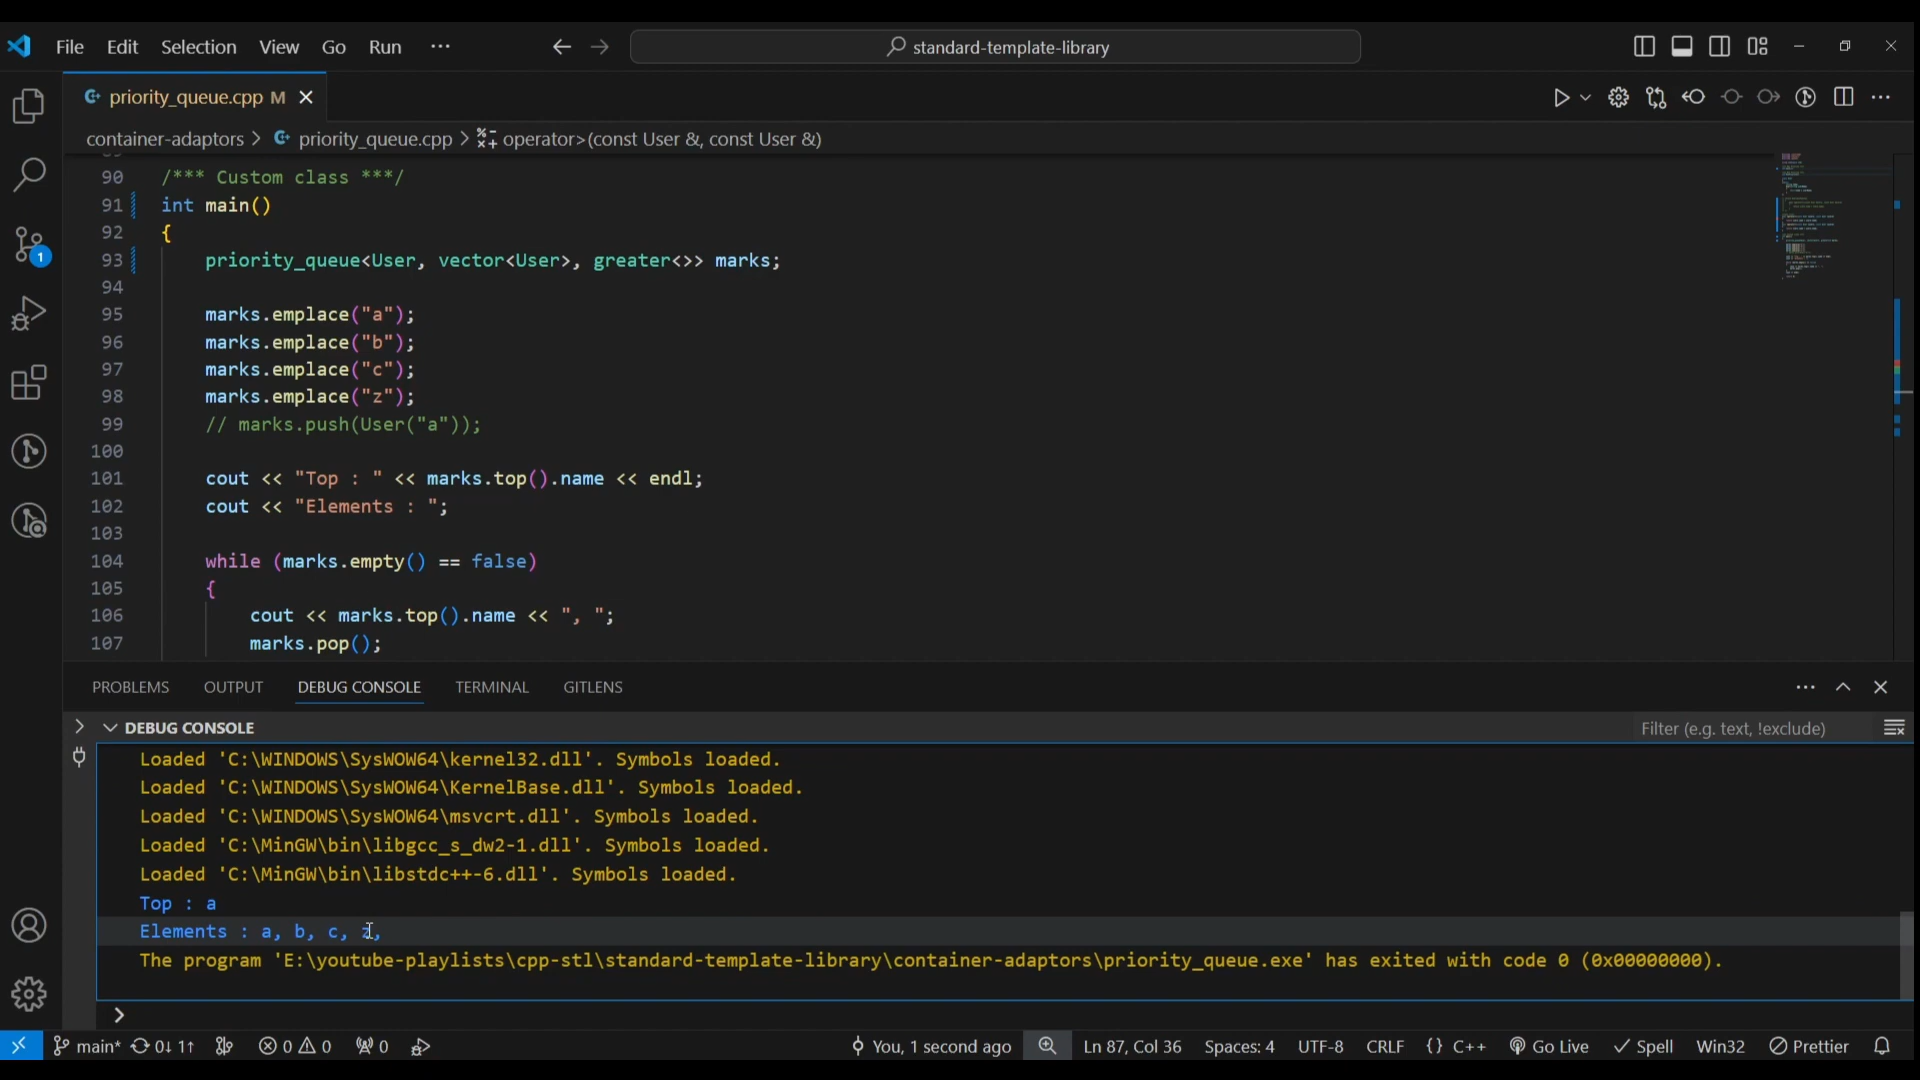 File Edit Selection View Go Run ··· standard-template-library
priority_queue.cpp M
container-adaptors > priority_queue.cpp > operator>(const User &, const User &)
90 /*** Custom class ***/
91 int main()
92 {
93 priority_queue<User, vector<User>, greater<>> marks;
94
95 marks.emplace("a");
96 marks.emplace("b");
97 marks.emplace("c");
98 marks.emplace("z");
99 // marks.push(User("a"));
100
101 cout << "Top : " << marks.top().name << endl;
102 cout << "Elements : ";
103
104 while (marks.empty() == false)
105 {
106 cout << marks.top().name << ", ";
107 marks.pop();
PROBLEMS OUTPUT DEBUG CONSOLE TERMINAL GITLENS
DEBUG CONSOLE Filter (e.g. text, !exclude)
Loaded 'C:\WINDOWS\SysWOW64\kernel32.dll'. Symbols loaded.
Loaded 'C:\WINDOWS\SysWOW64\KernelBase.dll'. Symbols loaded.
Loaded 'C:\WINDOWS\SysWOW64\msvcrt.dll'. Symbols loaded.
Loaded 'C:\MinGW\bin\libgcc_s_dw2-1.dll'. Symbols loaded.
Loaded 'C:\MinGW\bin\libstdc++-6.dll'. Symbols loaded.
Top : a
Elements : a, b, c, z,
The program 'E:\youtube-playlists\cpp-stl\standard-template-library\container-adaptors\priority_queue.exe' has exited with code 0 (0x00000000).
1
main* 0↓ 1↑ 0 0 0 You, 1 second ago Ln 87, Col 36 Spaces: 4 UTF-8 CRLF {} C++ Go Live Spell Win32 Prettier